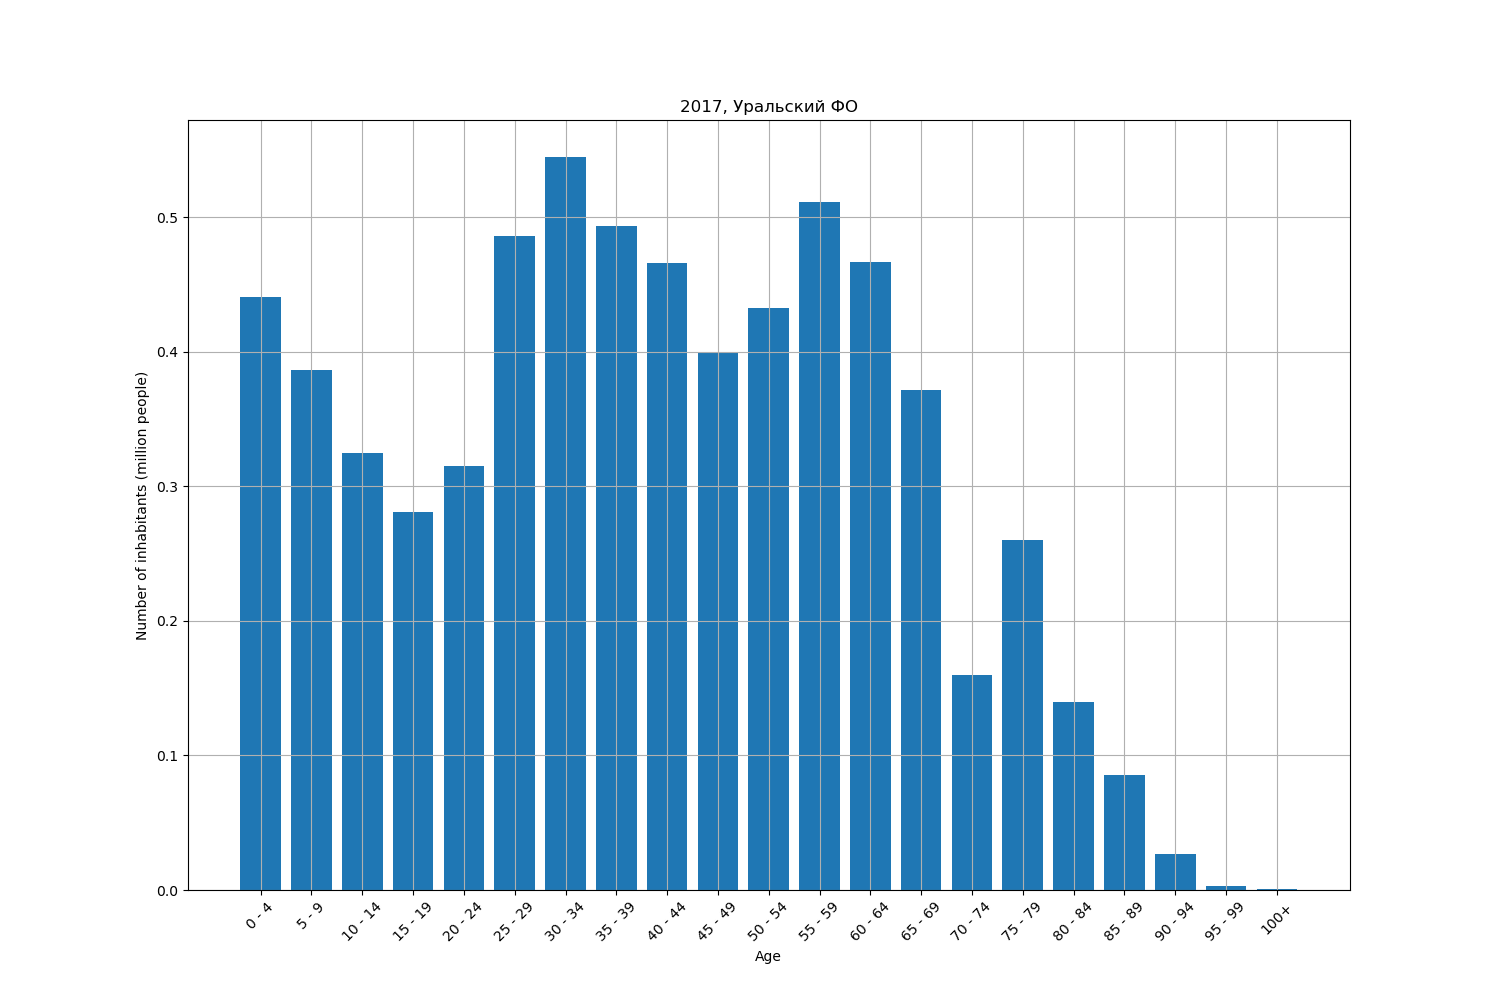 2017, Уральский ФО
Number of inhabitants (million people)
0.5
0.4
0.3
0.2
0.1
0.0
0 - 4
5 - 9
10 - 14
15 - 19
20 - 24
25 - 29
30 - 34
35 - 39
40 - 44
45 - 49
50 - 54
55 - 59
60 - 64
65 - 69
70 - 74
75 - 79
80 - 84
85 - 89
90 - 94
95 - 99
100+
Age